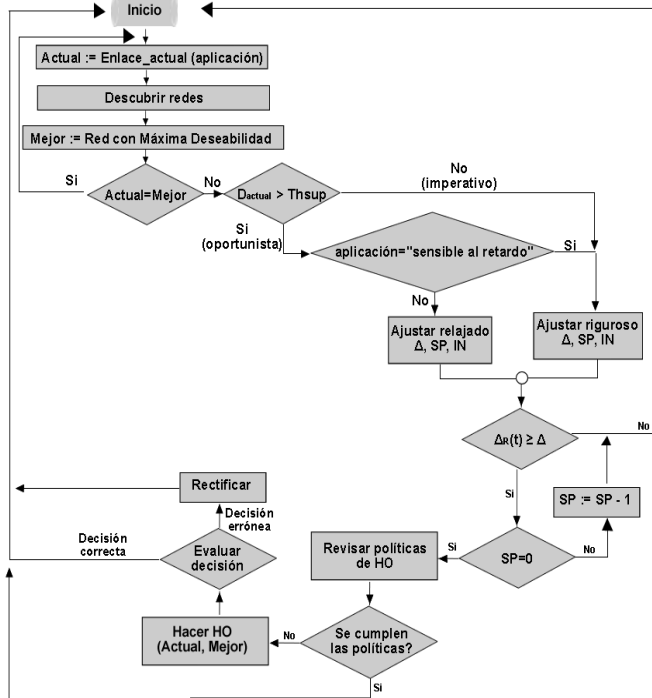 Inicio
Actual := Enlace_actual (aplicación)
Descubrir redes
Mejor := Red con Máxima Deseabilidad
Si
Actual=Mejor
No
Dactual > Thsup
No
(imperativo)
Si
(oportunista)
aplicación="sensible al retardo"
Si
No
Ajustar relajado
Δ, SP, IN
Ajustar riguroso
Δ, SP, IN
ΔR(t) ≥ Δ
No
Si
SP := SP - 1
Rectificar
Decisión
errónea
Decisión
correcta
Evaluar
decisión
Revisar políticas
de HO
Si
SP=0
No
Hacer HO
(Actual, Mejor)
No
Se cumplen
las políticas?
Si